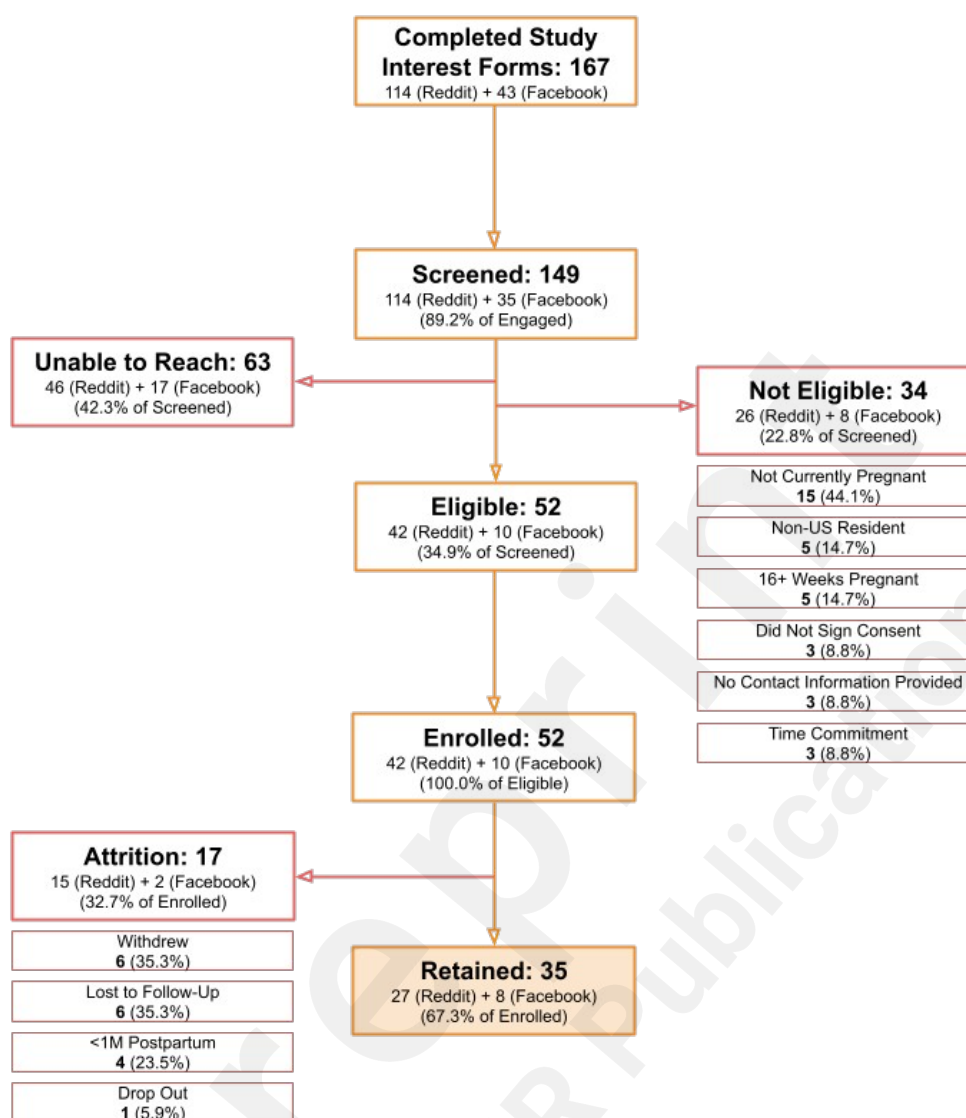 Completed Study
Interest Forms: 167
114 (Reddit) + 43 (Facebook)
Screened: 149
114 (Reddit) + 35 (Facebook)
(89.2% of Engaged)
Unable to Reach: 63
46 (Reddit) + 17 (Facebook)
(42.3% of Screened)
Not Eligible: 34
26 (Reddit) + 8 (Facebook)
(22.8% of Screened)
Not Currently Pregnant
15 (44.1%)
Non-US Resident
5 (14.7%)
16+ Weeks Pregnant
5 (14.7%)
Did Not Sign Consent
3 (8.8%)
No Contact Information Provided
3 (8.8%)
Time Commitment
3 (8.8%)
Eligible: 52
42 (Reddit) + 10 (Facebook)
(34.9% of Screened)
Enrolled: 52
42 (Reddit) + 10 (Facebook)
(100.0% of Eligible)
Attrition: 17
15 (Reddit) + 2 (Facebook)
(32.7% of Enrolled)
Withdrew
6 (35.3%)
Lost to Follow-Up
6 (35.3%)
<1M Postpartum
4 (23.5%)
Drop Out
1 (5.9%)
Retained: 35
27 (Reddit) + 8 (Facebook)
(67.3% of Enrolled)
reprint
R Publication